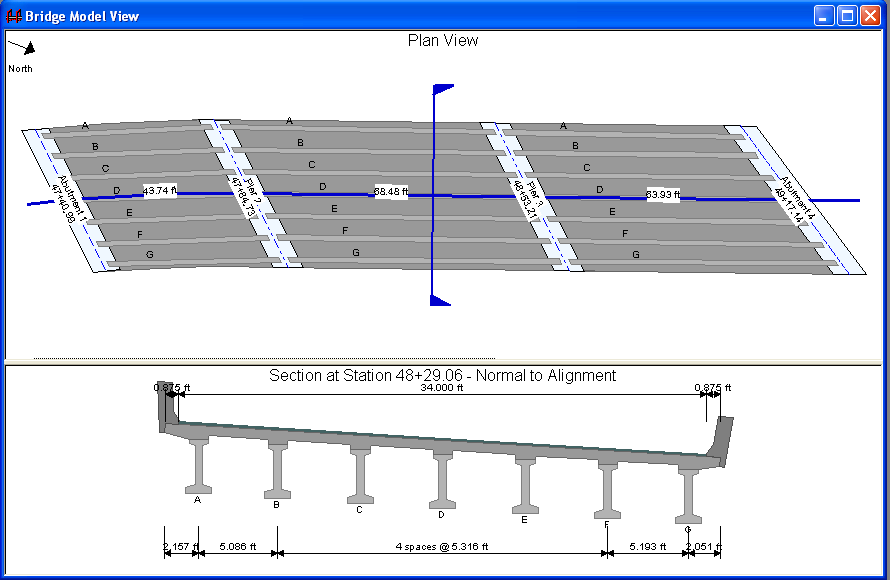 Bridge Model View
Plan View
North
A A A
B B B
C C C
D 43.74 ft D 68.48 ft D 63.93 ft
E E E
F F F
G G G
Abutment 1
47+40.99
Pier 2
47+84.73
Pier 3
48+53.21
Abutment 4
49+17.14
Section at Station 48+29.06 - Normal to Alignment
0.875 ft 34.000 ft 0.875 ft
A B C D E F G
2.157 ft 5.086 ft 4 spaces @ 5.316 ft 5.193 ft 2.051 ft